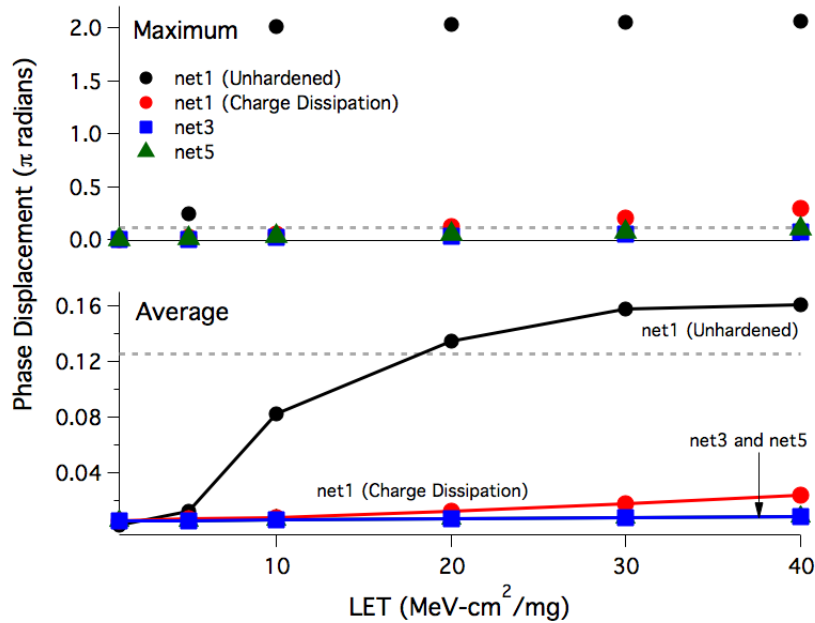 Maximum
net1 (Unhardened)
net1 (Charge Dissipation)
net3
net5
2.0
1.5
1.0
0.5
0.0
Phase Displacement (π radians)
Average
0.16
0.12
0.08
0.04
net1 (Unhardened)
net3 and net5
net1 (Charge Dissipation)
10
20
30
40
LET (MeV-cm²/mg)